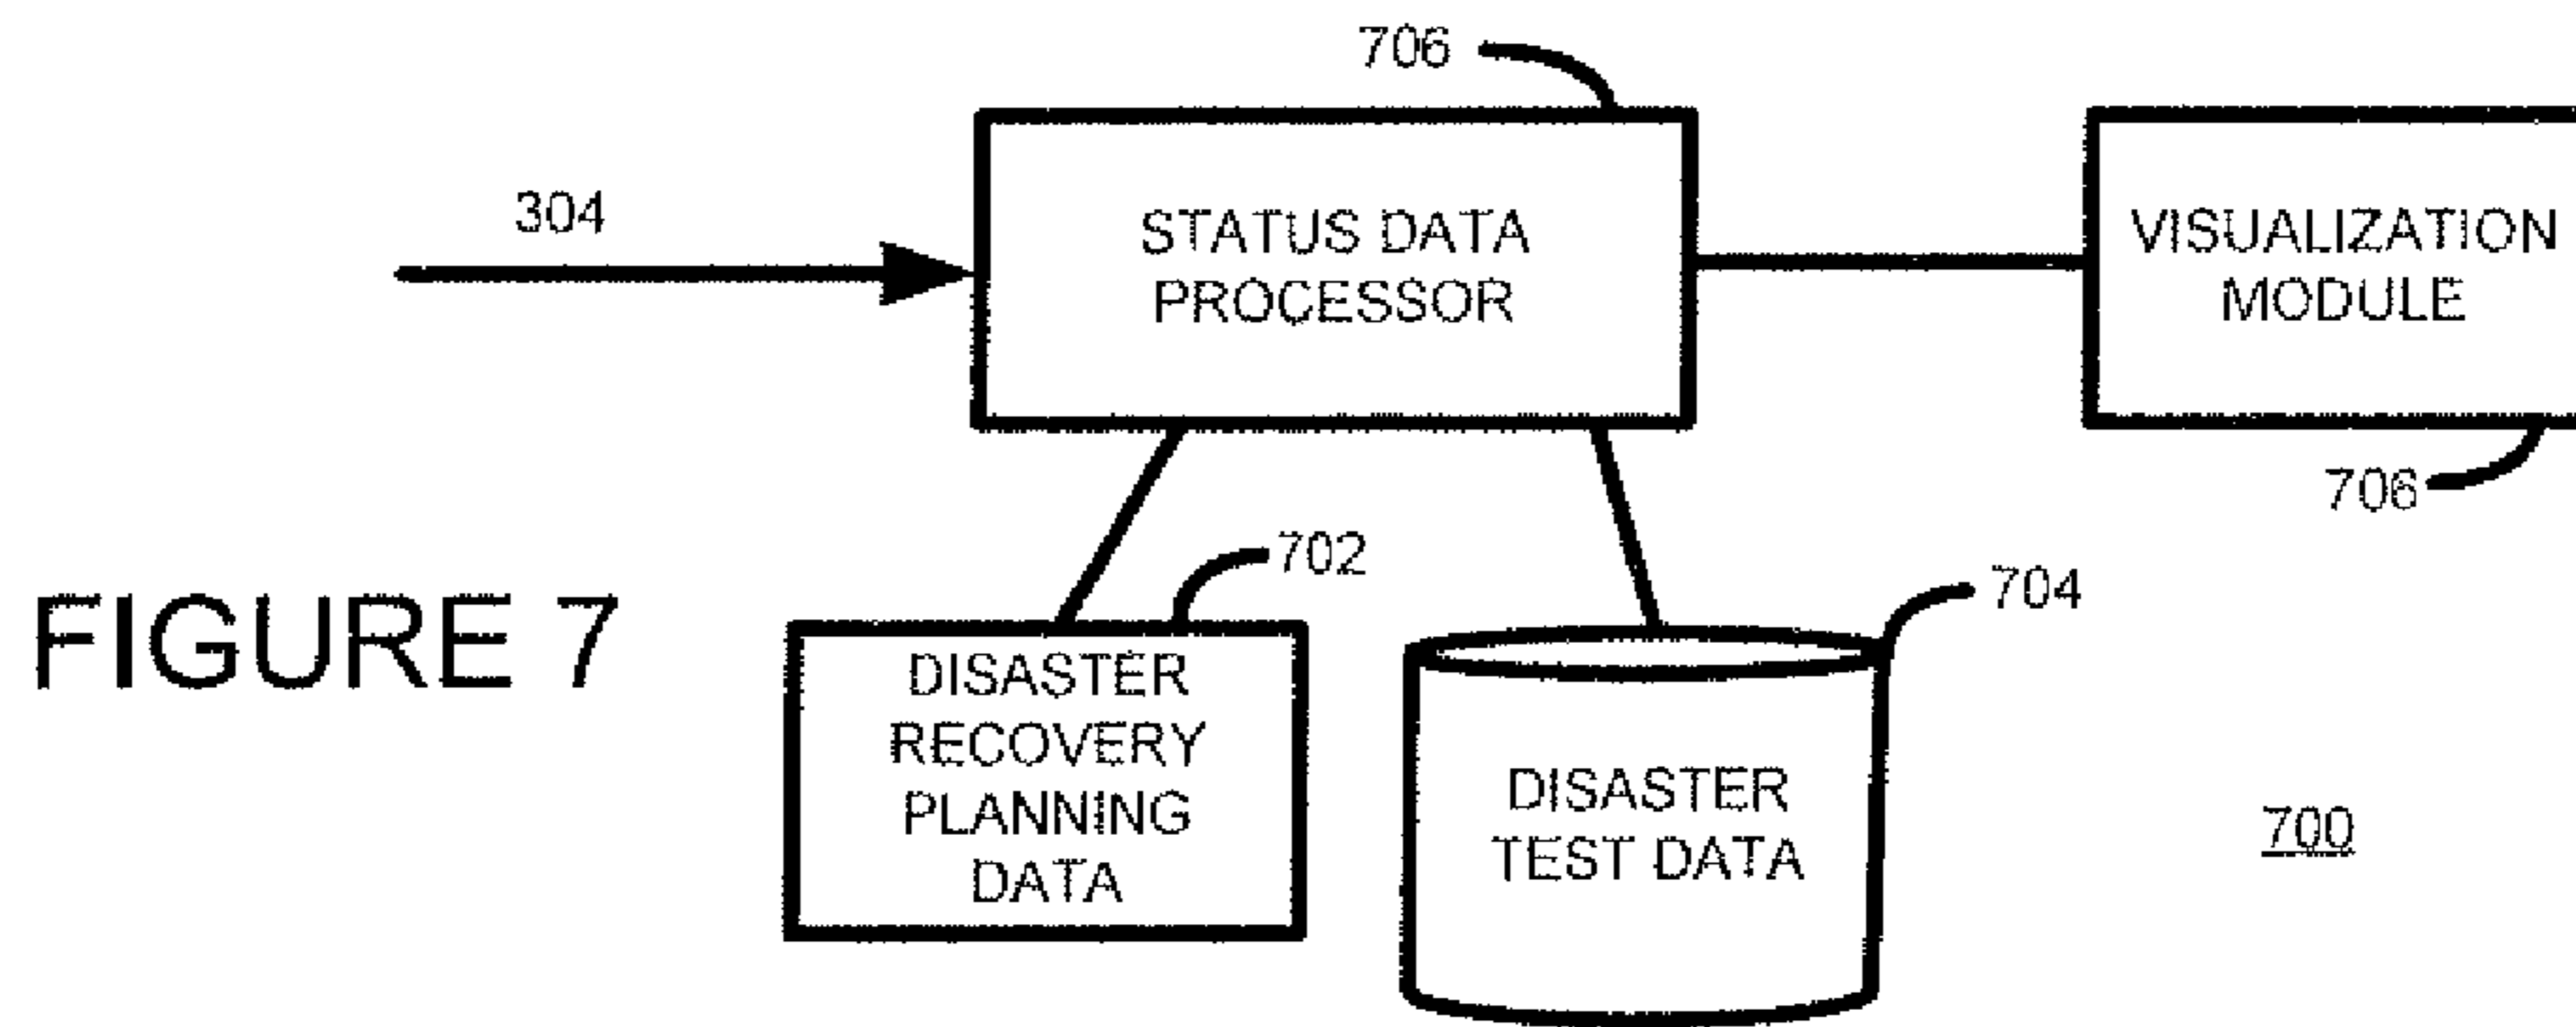 706
304
STATUS DATA
PROCESSOR
VISUALIZATION
MODULE
706
702
704
FIGURE 7
DISASTER
RECOVERY
PLANNING
DATA
DISASTER
TEST DATA
700